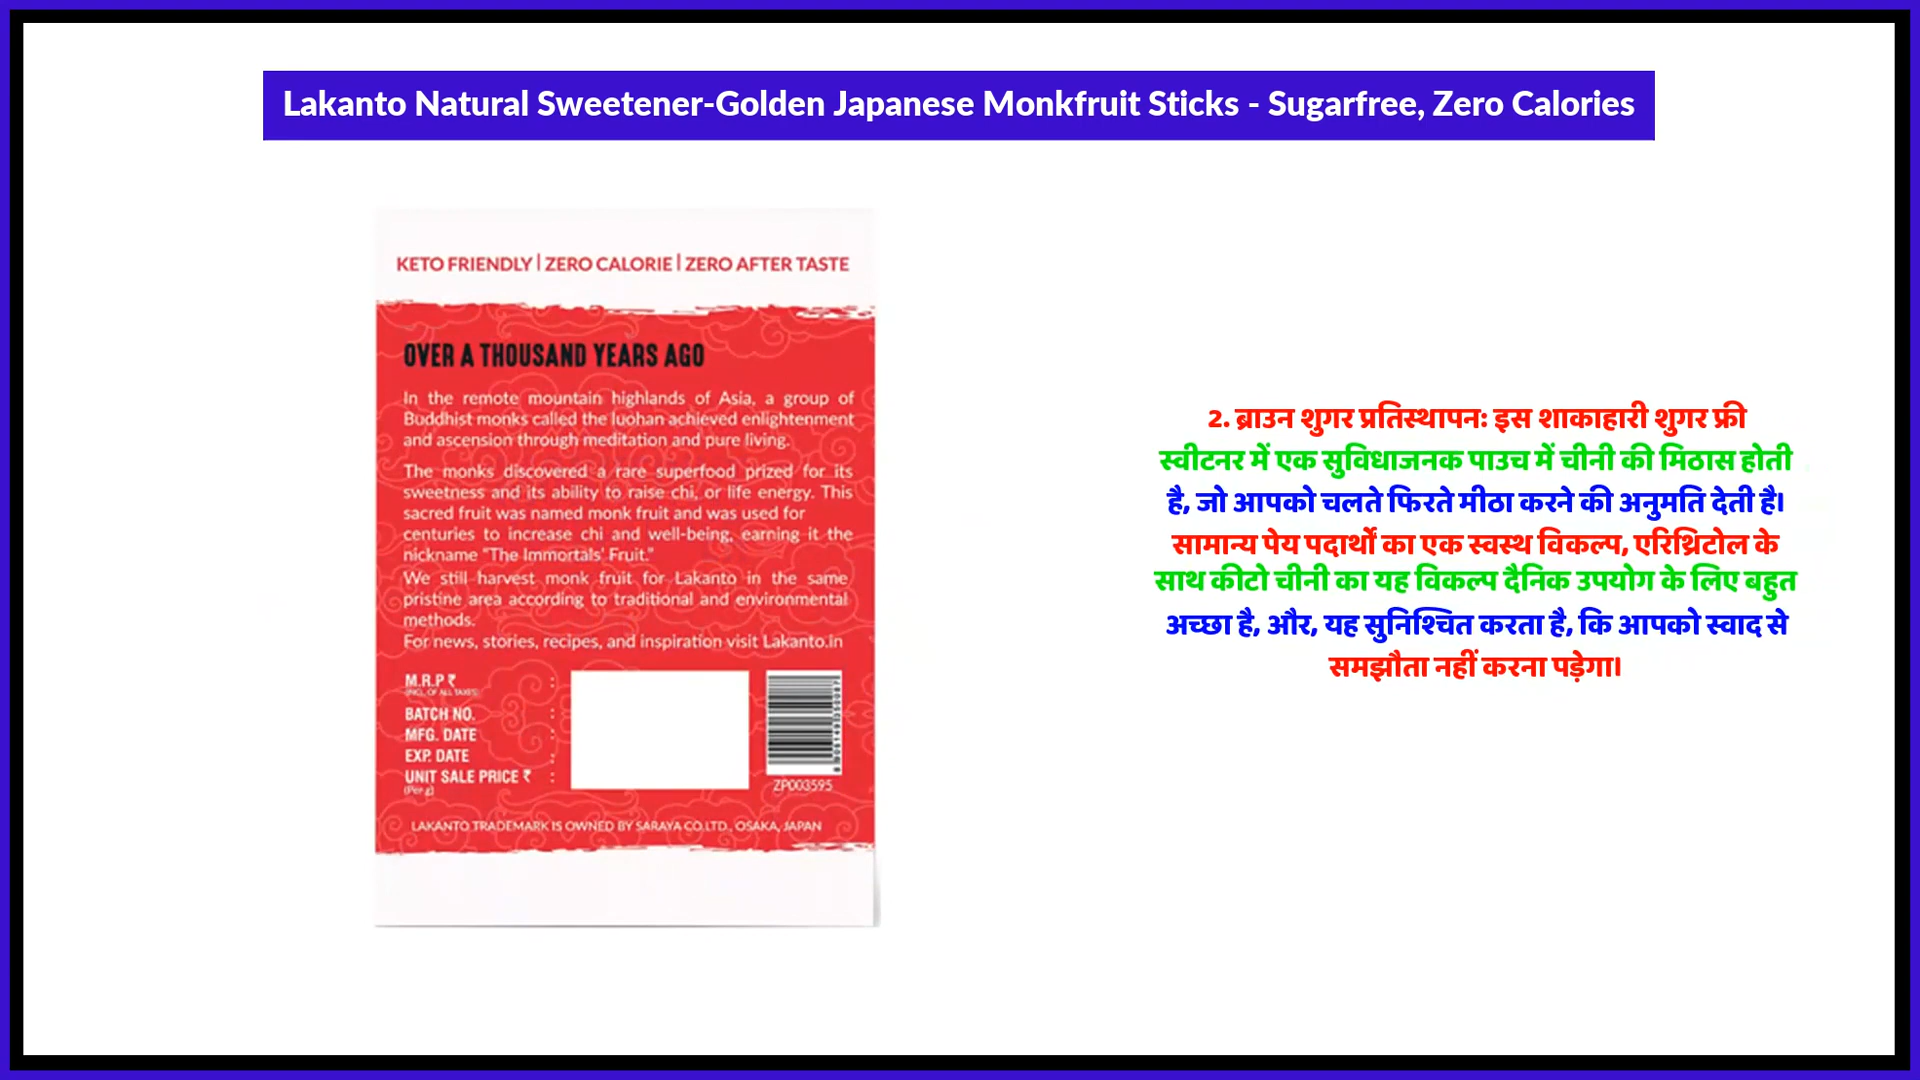 Lakanto Natural Sweetener-Golden Japanese Monkfruit Sticks - Sugarfree, Zero Calories
KETO FRIENDLY | ZERO CALORIE | ZERO AFTER TASTE
OVER A THOUSAND YEARS AGO
In the remote mountain highlands of Asia, a group of
Buddhist monks called the luohan achieved enlightenment
and ascension through meditation and pure living.
The monks discovered a rare superfood prized for its
sweetness and its ability to raise chi, or life energy. This
sacred fruit was named monk fruit and was used for
centuries to increase chi and well-being, earning it the
nickname “The Immortals’ Fruit.”
We still harvest monk fruit for Lakanto in the same
pristine area according to traditional and environmental
methods.
For news, stories, recipes, and inspiration visit Lakanto.in
M.R.P ₹ :
(INCL. OF ALL TAXES)
BATCH NO. :
MFG. DATE :
EXP. DATE :
UNIT SALE PRICE ₹ :
(Per g)
ZP003595
LAKANTO TRADEMARK IS OWNED BY SARAYA CO.LTD., OSAKA, JAPAN
2. ब्राउन शुगर प्रतिस्थापन: इस शाकाहारी शुगर फ्री
स्वीटनर में एक सुविधाजनक पाउच में चीनी की मिठास होती
है, जो आपको चलते फिरते मीठा करने की अनुमति देती है।
सामान्य पेय पदार्थों का एक स्वस्थ विकल्प, एरिथ्रिटोल के
साथ कीटो चीनी का यह विकल्प दैनिक उपयोग के लिए बहुत
अच्छा है, और, यह सुनिश्चित करता है, कि आपको स्वाद से
समझौता नहीं करना पड़ेगा।